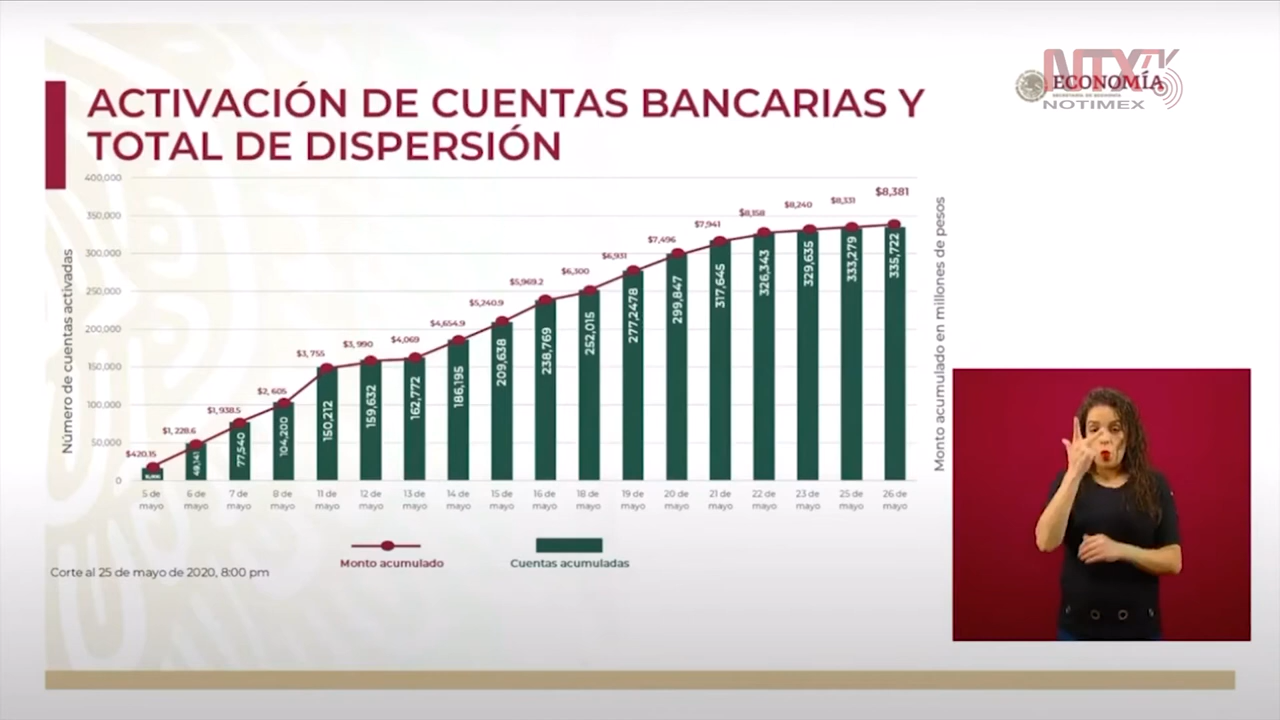 NTX
ECONOMÍA
SECRETARÍA DE ECONOMÍA
NOTIMEX
ACTIVACIÓN DE CUENTAS BANCARIAS Y
TOTAL DE DISPERSIÓN
Número de cuentas activadas
400,000
350,000
300,000
250,000
200,000
150,000
100,000
50,000
0
$420.15
$1, 228.6
$1,938.5
$2, 605
$3, 755
$3, 990
$4,069
$4,654.9
$5,240.9
$5,969.2
$6,300
$6,931
$7,496
$7,941
$8,158
$8,240
$8,331
$8,381
49,141
77,540
104,200
150,212
159,632
162,772
186,195
209,638
238,769
252,015
277,2478
299,847
317,645
326,343
329,635
333,279
335,722
5 de
mayo
6 de
mayo
7 de
mayo
8 de
mayo
11 de
mayo
12 de
mayo
13 de
mayo
14 de
mayo
15 de
mayo
16 de
mayo
18 de
mayo
19 de
mayo
20 de
mayo
21 de
mayo
22 de
mayo
23 de
mayo
25 de
mayo
26 de
mayo
Monto acumulado en millones de pesos
Monto acumulado
Cuentas acumuladas
Corte al 25 de mayo de 2020, 8:00 pm